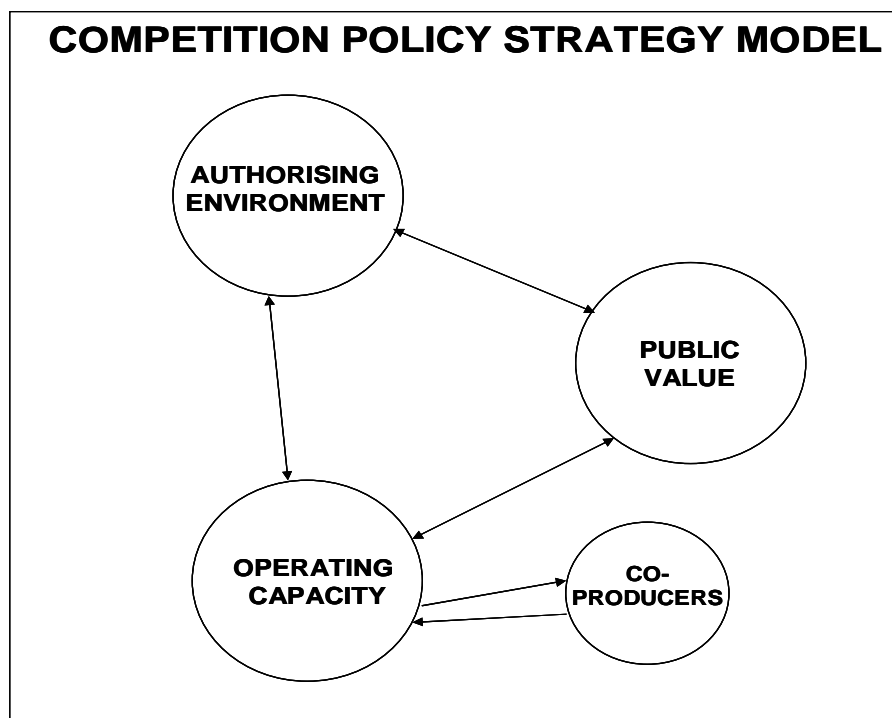 COMPETITION POLICY STRATEGY MODEL
AUTHORISING
ENVIRONMENT
PUBLIC
VALUE
OPERATING
CAPACITY
CO-
PRODUCERS